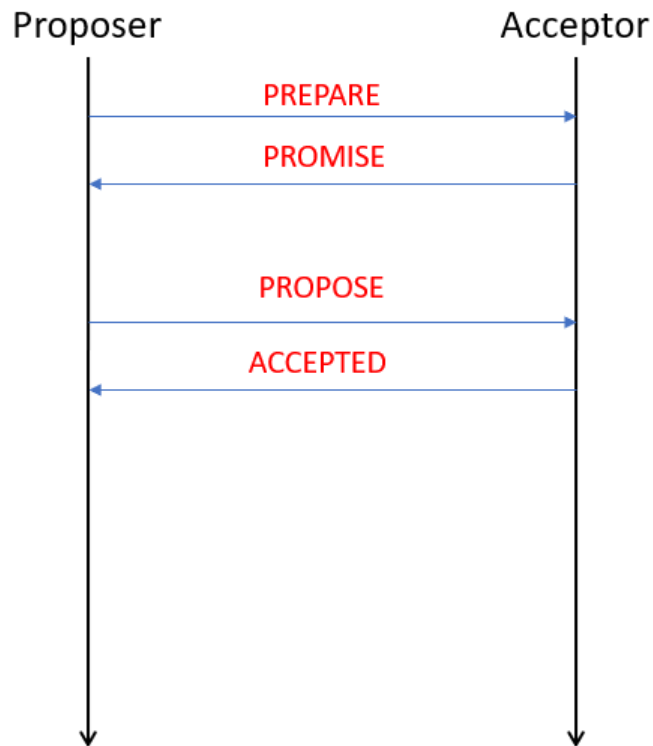 Proposer
Acceptor
PREPARE
PROMISE
PROPOSE
ACCEPTED